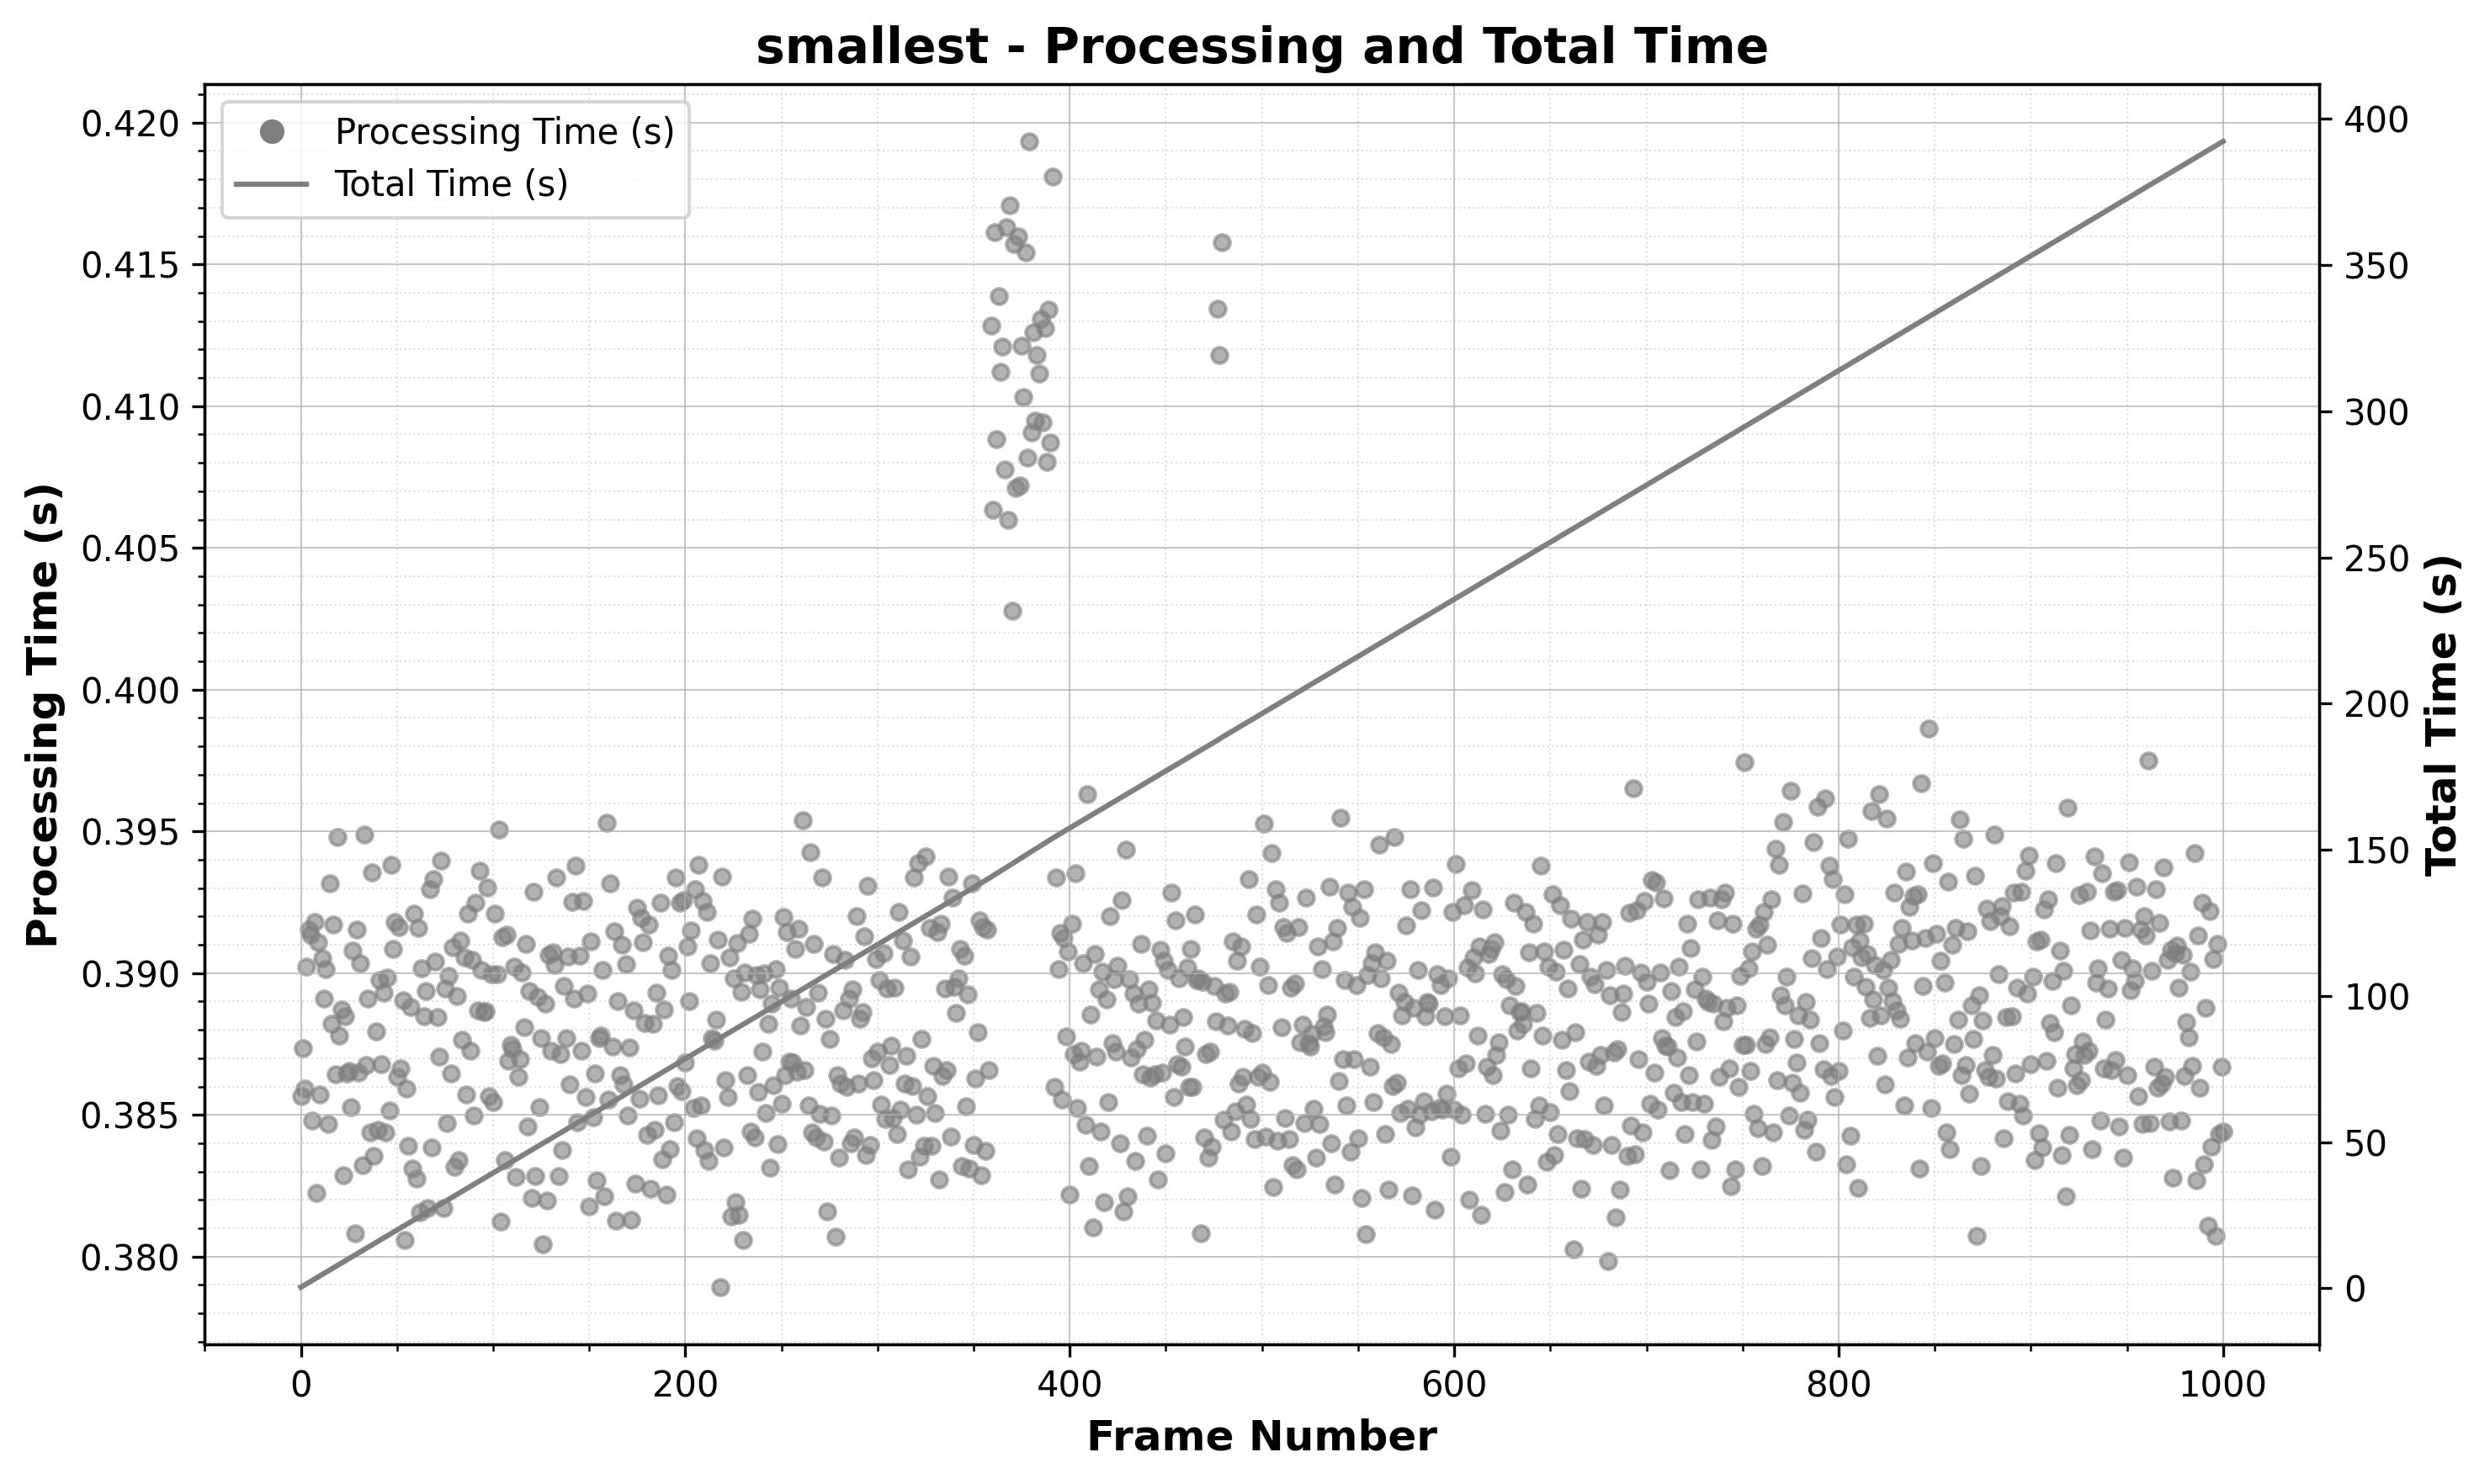 smallest - Processing and Total Time
Processing Time (s)
Total Time (s)
0.420
0.415
0.410
0.405
0.400
0.395
0.390
0.385
0.380
Processing Time (s)
400
350
300
250
200
150
100
50
0
Total Time (s)
0 200 400 600 800 1000
Frame Number